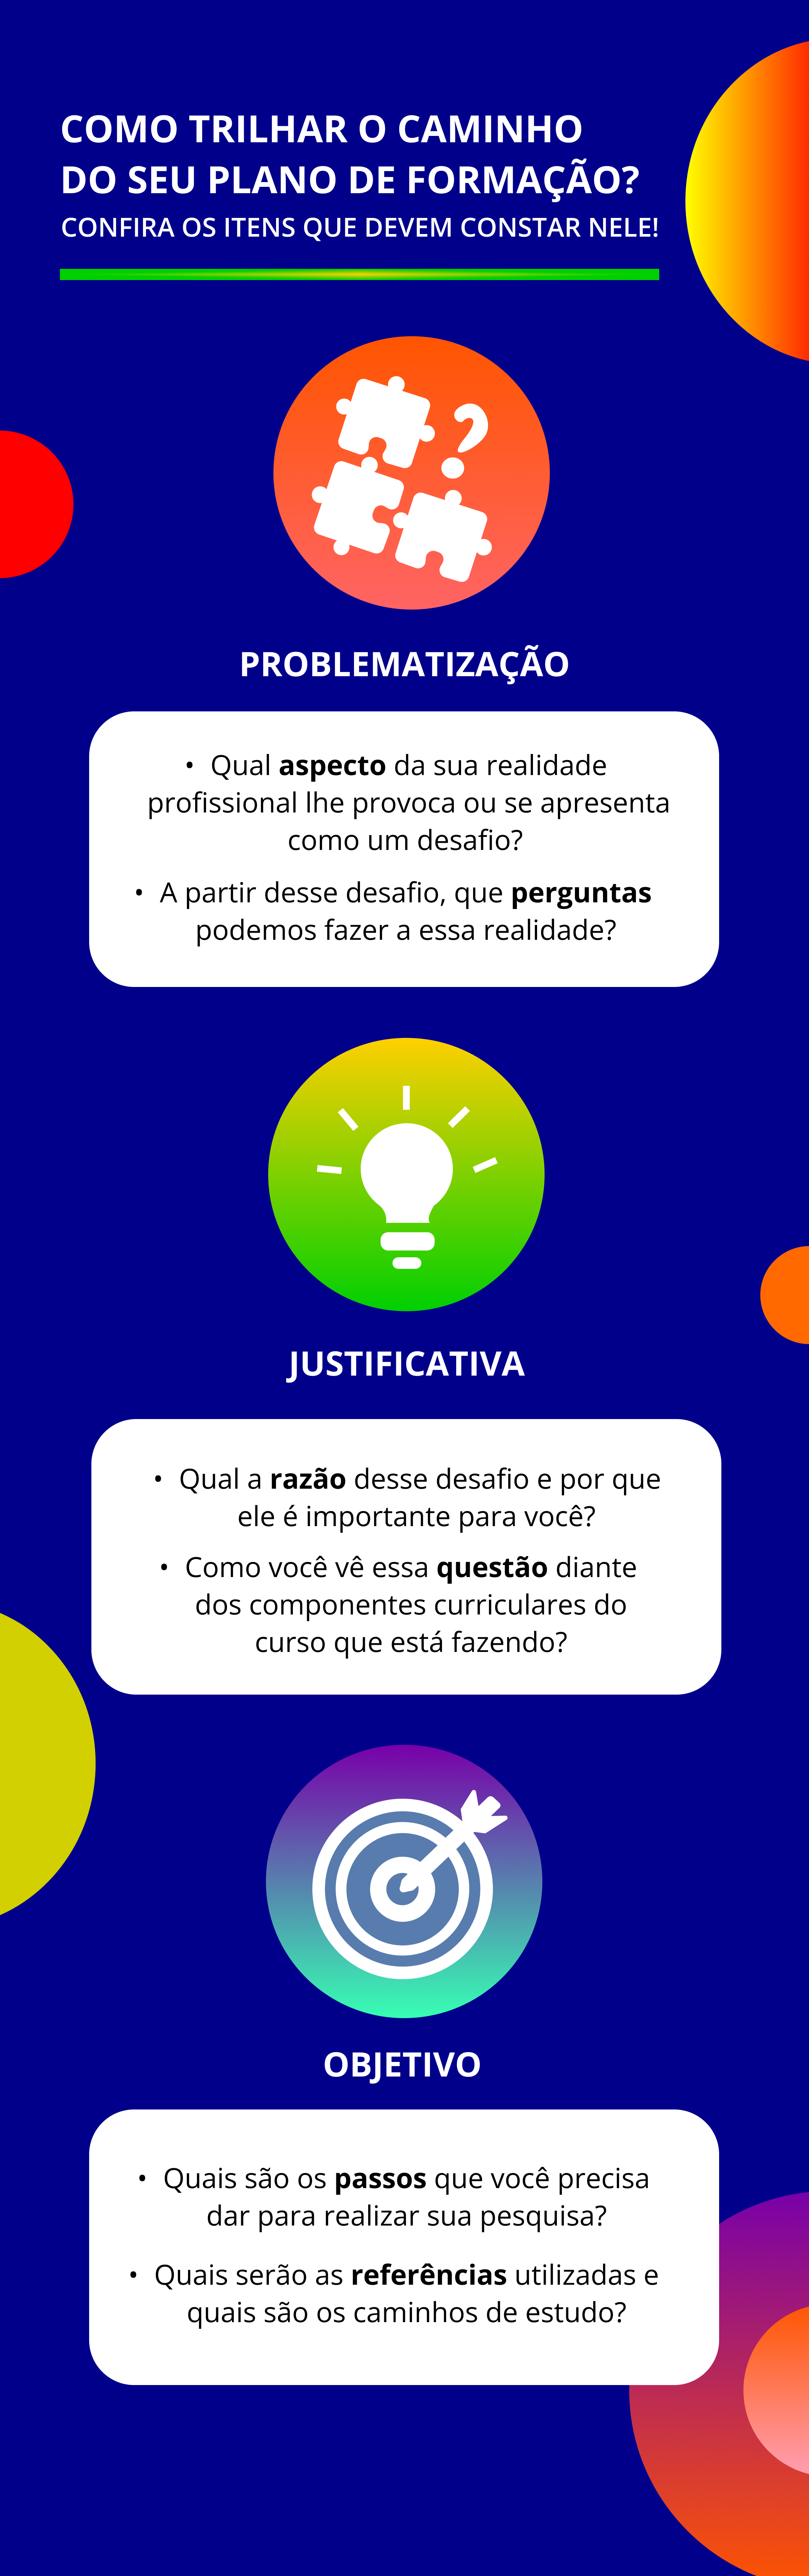 COMO TRILHAR O CAMINHO
DO SEU PLANO DE FORMAÇÃO?
CONFIRA OS ITENS QUE DEVEM CONSTAR NELE!
?
PROBLEMATIZAÇÃO
• Qual aspecto da sua realidade
profissional lhe provoca ou se apresenta
como um desafio?
• A partir desse desafio, que perguntas
podemos fazer a essa realidade?
JUSTIFICATIVA
• Qual a razão desse desafio e por que
ele é importante para você?
• Como você vê essa questão diante
dos componentes curriculares do
curso que está fazendo?
OBJETIVO
• Quais são os passos que você precisa
dar para realizar sua pesquisa?
• Quais serão as referências utilizadas e
quais são os caminhos de estudo?